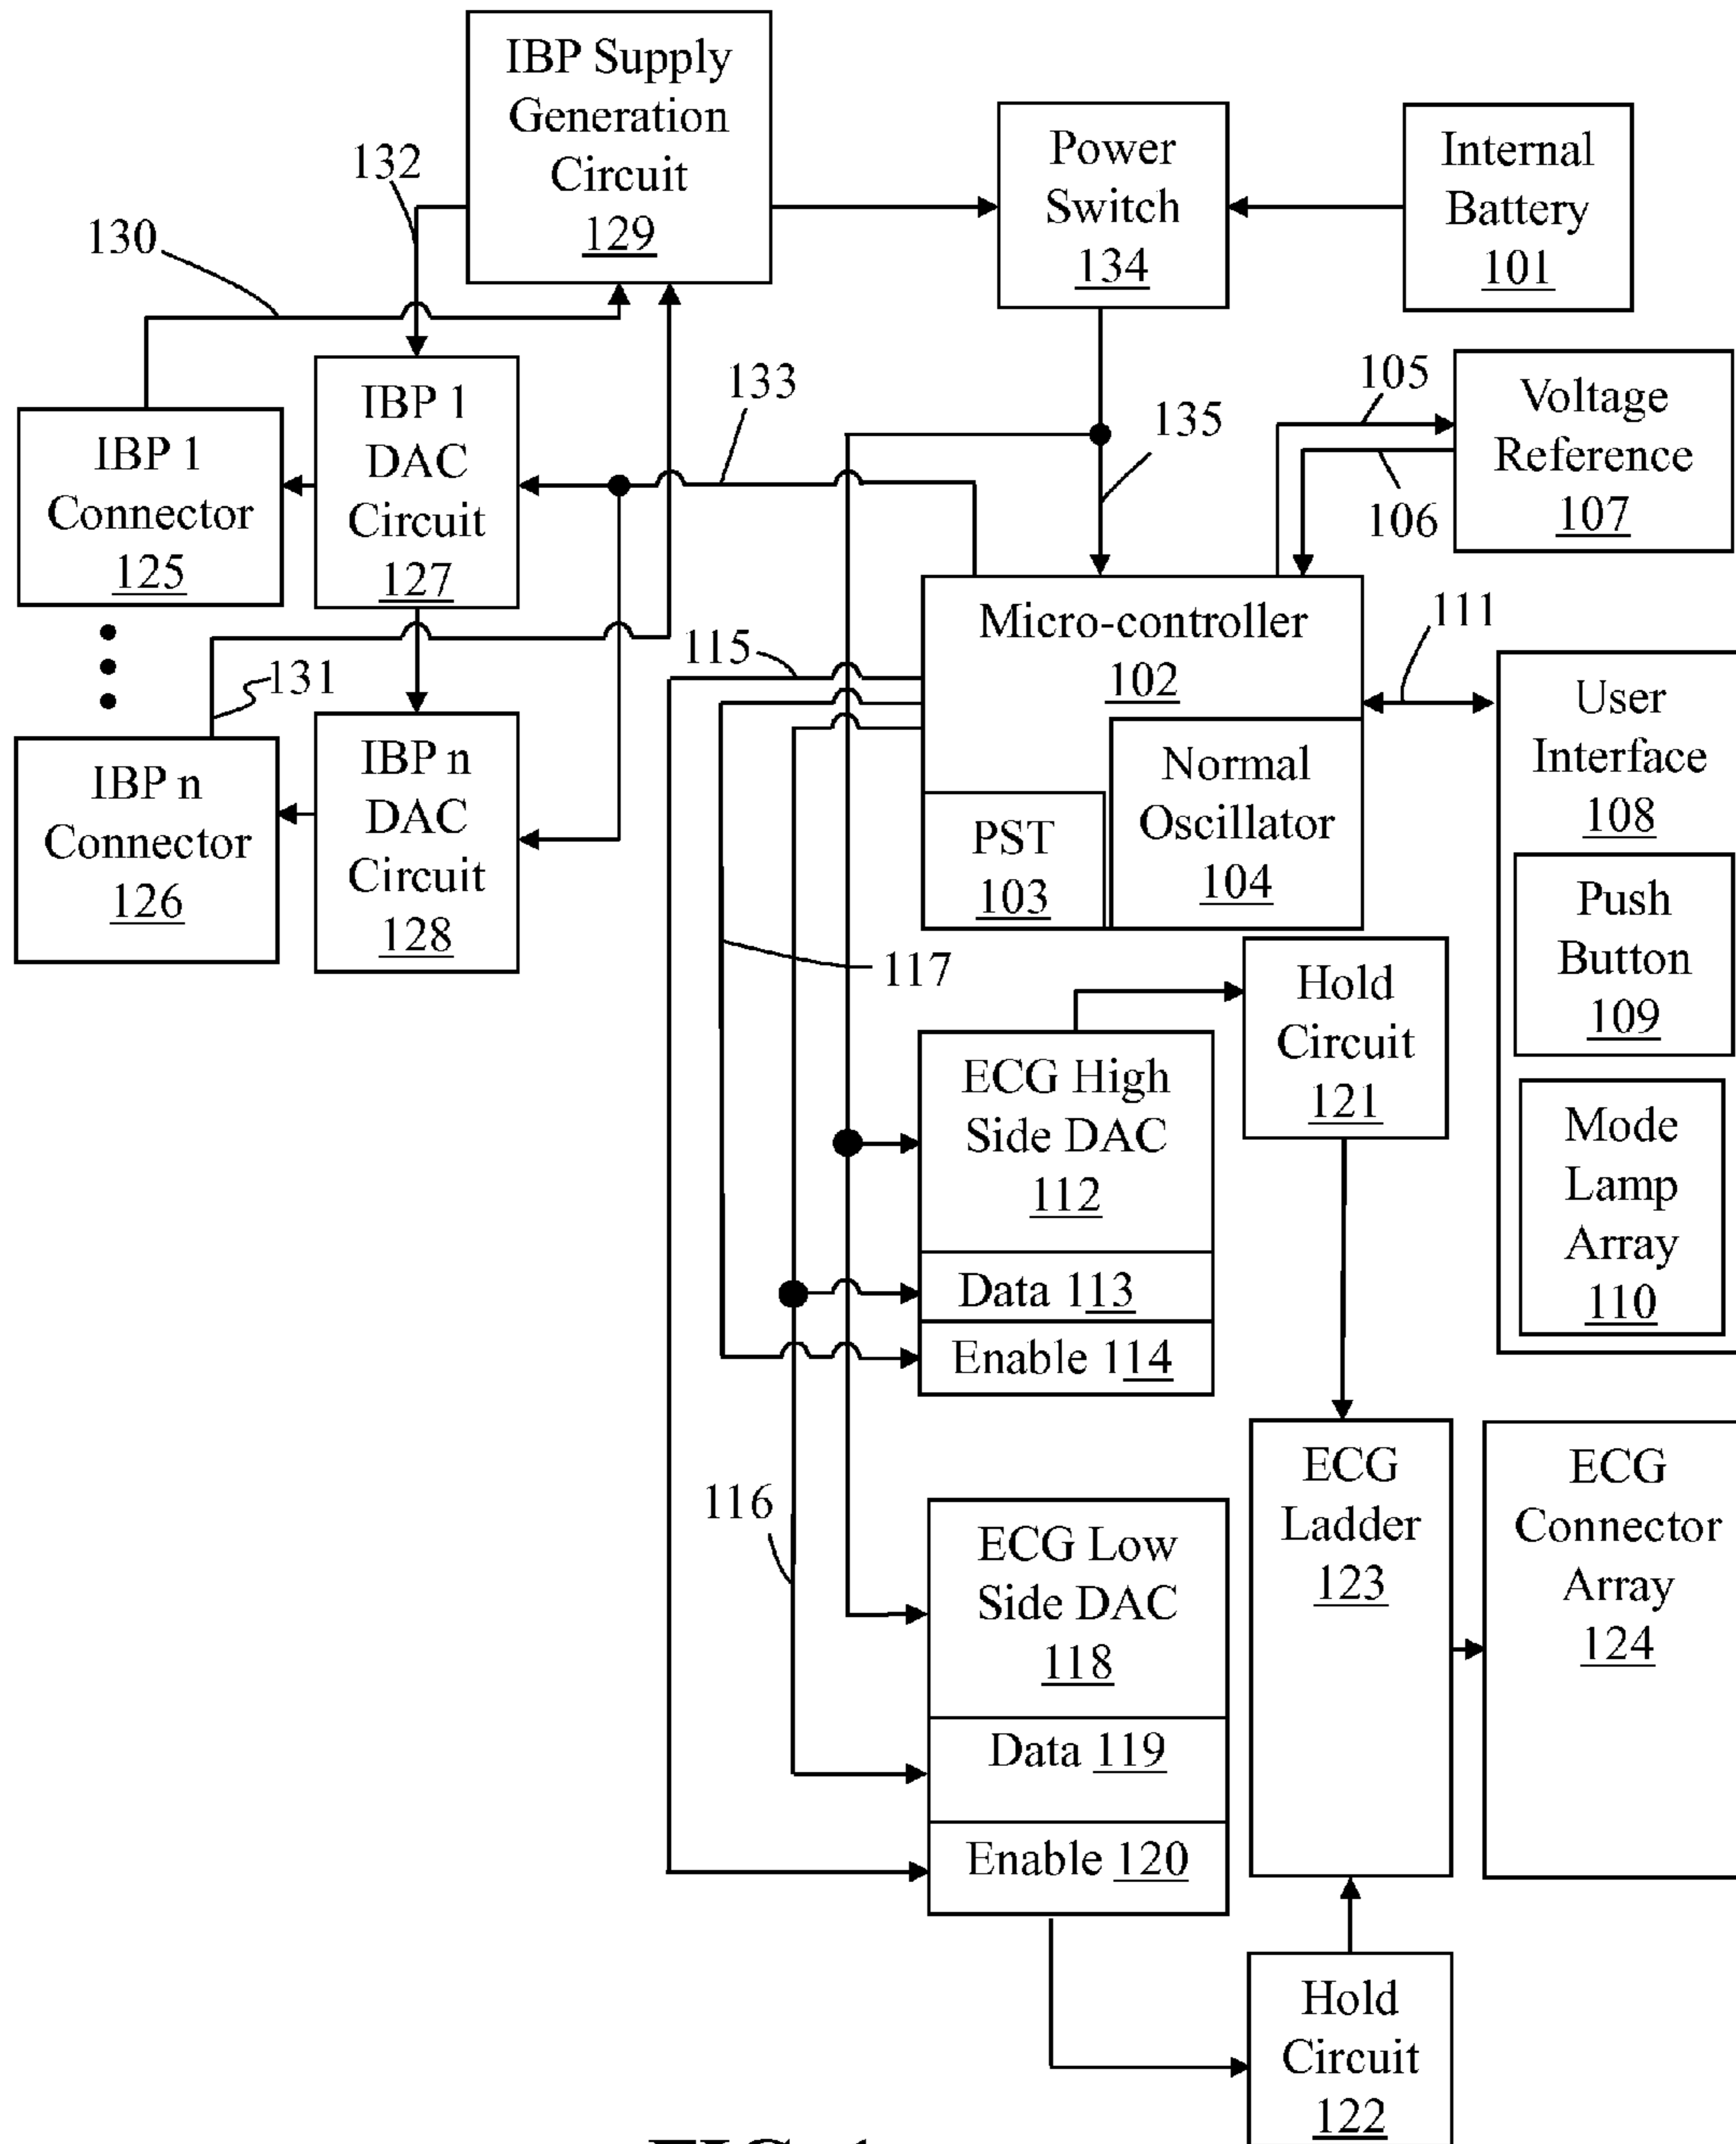 IBP Supply
Generation
Circuit
129
Power
Switch
134
Internal
Battery
101
132
130
IBP 1
Connector
125
IBP 1
DAC
Circuit
127
133
135
105
106
Voltage
Reference
107
Micro-controller
102
PST
103
Normal
Oscillator
104
111
115
131
IBP n
Connector
126
IBP n
DAC
Circuit
128
117
User
Interface
108
Push
Button
109
Mode
Lamp
Array
110
Hold
Circuit
121
ECG High
Side DAC
112
Data 113
Enable 114
116
ECG Low
Side DAC
118
Data 119
Enable 120
ECG
Ladder
123
ECG
Connector
Array
124
Hold
Circuit
122